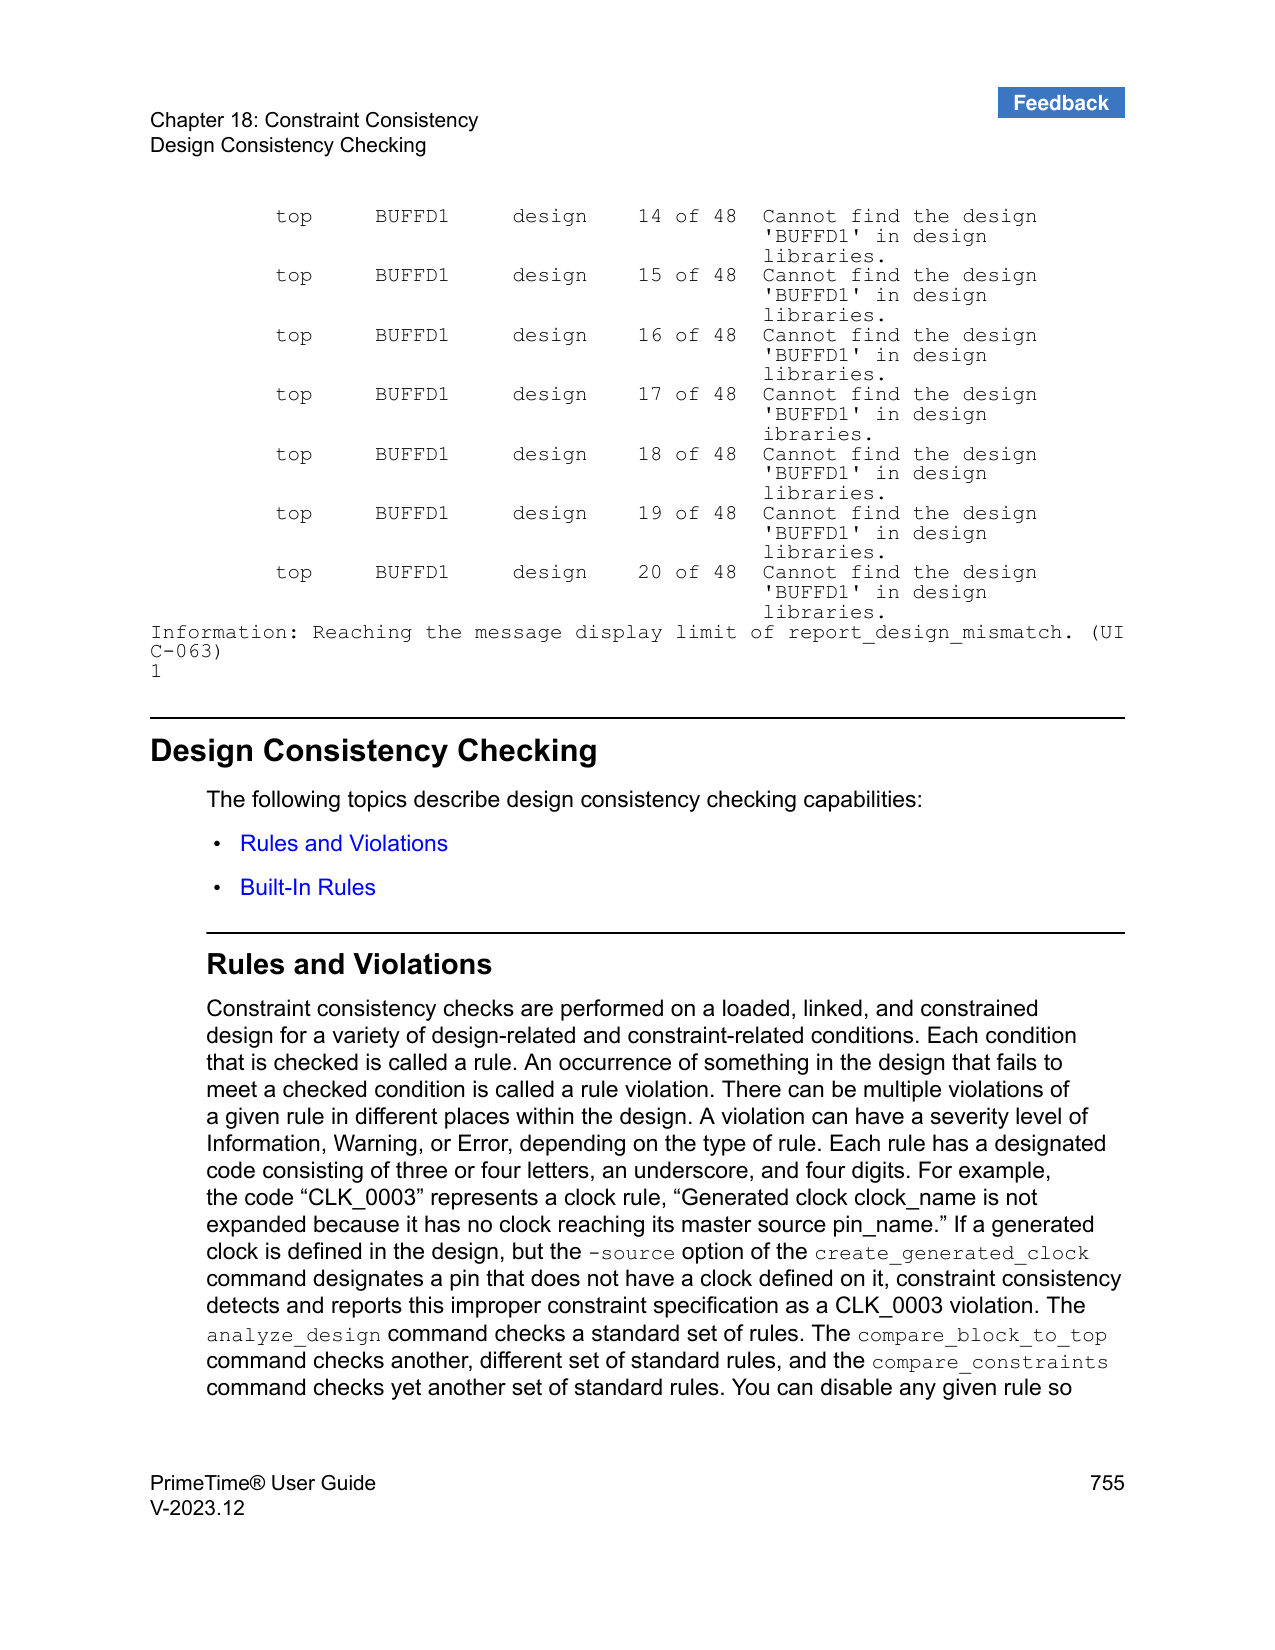 Feedback
Chapter 18: Constraint Consistency
Design Consistency Checking
top BUFFD1 design 14 of 48 Cannot find the design
'BUFFD1' in design
libraries.
top BUFFD1 design 15 of 48 Cannot find the design
'BUFFD1' in design
libraries.
top BUFFD1 design 16 of 48 Cannot find the design
'BUFFD1' in design
libraries.
top BUFFD1 design 17 of 48 Cannot find the design
'BUFFD1' in design
ibraries.
top BUFFD1 design 18 of 48 Cannot find the design
'BUFFD1' in design
libraries.
top BUFFD1 design 19 of 48 Cannot find the design
'BUFFD1' in design
libraries.
top BUFFD1 design 20 of 48 Cannot find the design
'BUFFD1' in design
libraries.
Information: Reaching the message display limit of report_design_mismatch. (UI
C-063)
1
Design Consistency Checking
The following topics describe design consistency checking capabilities:
• Rules and Violations
• Built-In Rules
Rules and Violations
Constraint consistency checks are performed on a loaded, linked, and constrained
design for a variety of design-related and constraint-related conditions. Each condition
that is checked is called a rule. An occurrence of something in the design that fails to
meet a checked condition is called a rule violation. There can be multiple violations of
a given rule in different places within the design. A violation can have a severity level of
Information, Warning, or Error, depending on the type of rule. Each rule has a designated
code consisting of three or four letters, an underscore, and four digits. For example,
the code “CLK_0003” represents a clock rule, “Generated clock clock_name is not
expanded because it has no clock reaching its master source pin_name.” If a generated
clock is defined in the design, but the -source option of the create_generated_clock
command designates a pin that does not have a clock defined on it, constraint consistency
detects and reports this improper constraint specification as a CLK_0003 violation. The
analyze_design command checks a standard set of rules. The compare_block_to_top
command checks another, different set of standard rules, and the compare_constraints
command checks yet another set of standard rules. You can disable any given rule so
PrimeTime® User Guide 755
V-2023.12